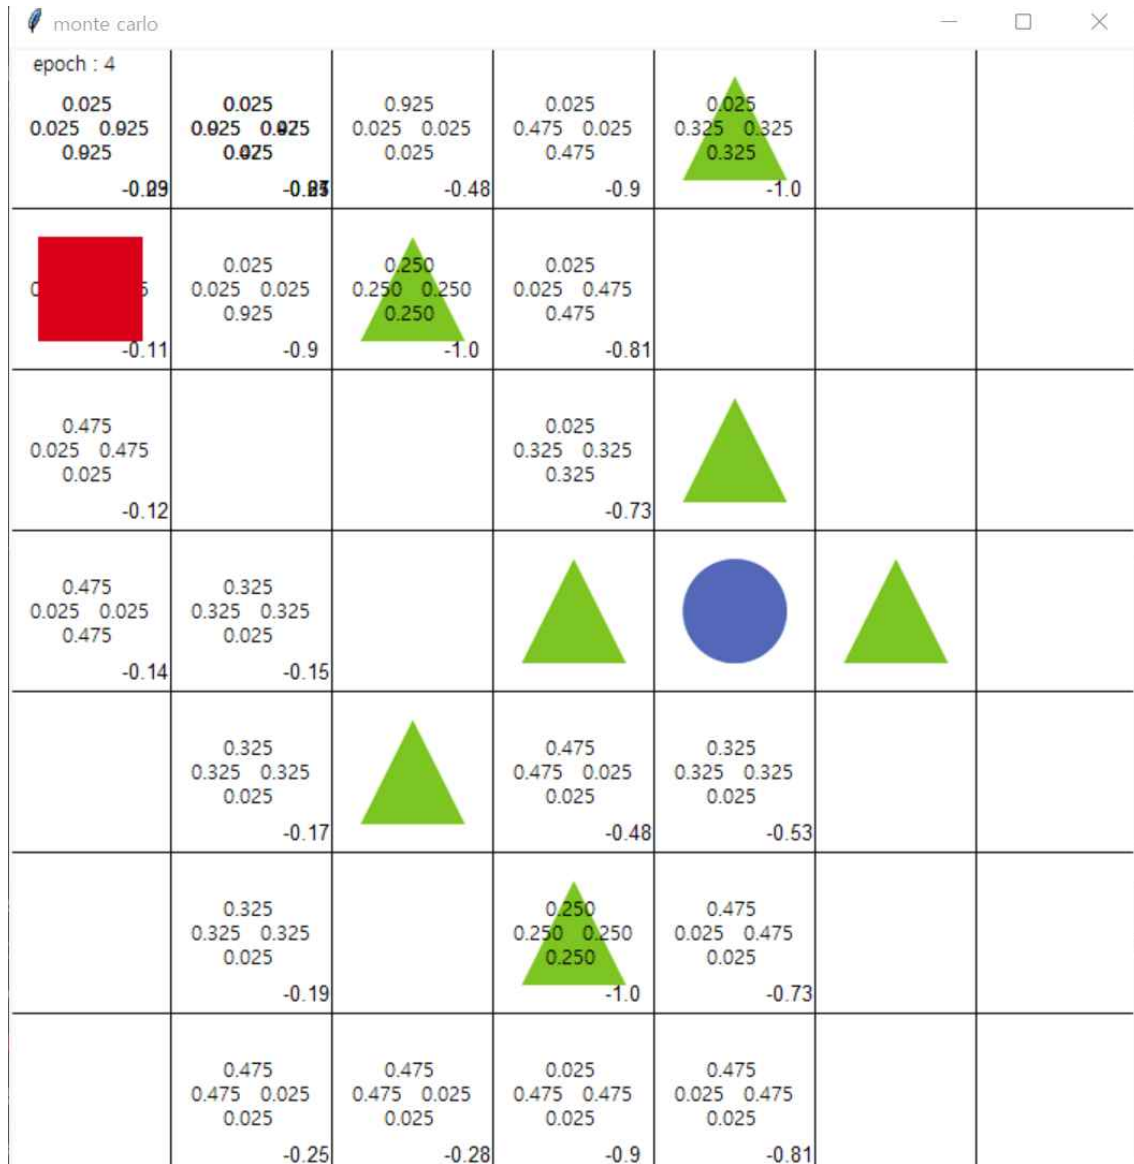 monte carlo
epoch : 4
0.025 0.025 0.925 0.025 0.025
0.025 0.025 0.025 0.475 0.025 0.325 0.325
0.025 0.475 0.325
-0.48 -0.9 -1.0
0.025 0.250 0.025
0.025 0.025 0.250 0.250 0.025 0.475
0.925 0.250 0.475
-0.11 -0.9 -1.0 -0.81
0.475 0.025
0.025 0.475 0.325 0.325
0.025 0.325
-0.12 -0.73
0.475 0.325
0.025 0.025 0.325 0.325
0.475 0.025
-0.14 -0.15
0.325 0.475 0.325
0.325 0.325 0.475 0.025 0.325 0.325
0.025 0.025 0.025
-0.17 -0.48 -0.53
0.325 0.250 0.475
0.325 0.325 0.250 0.250 0.025 0.475
0.025 0.250 0.025
-0.19 -1.0 -0.73
0.475 0.475 0.025 0.475
0.475 0.025 0.475 0.025 0.475 0.475 0.025 0.475
0.025 0.025 0.025 0.025
-0.25 -0.28 -0.9 -0.81